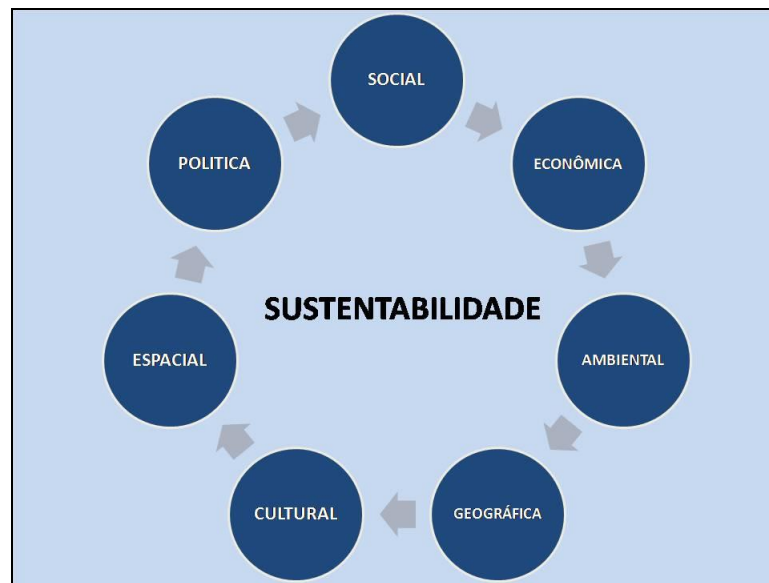 SOCIAL
ECONÔMICA
AMBIENTAL
GEOGRÁFICA
CULTURAL
ESPACIAL
POLITICA
SUSTENTABILIDADE